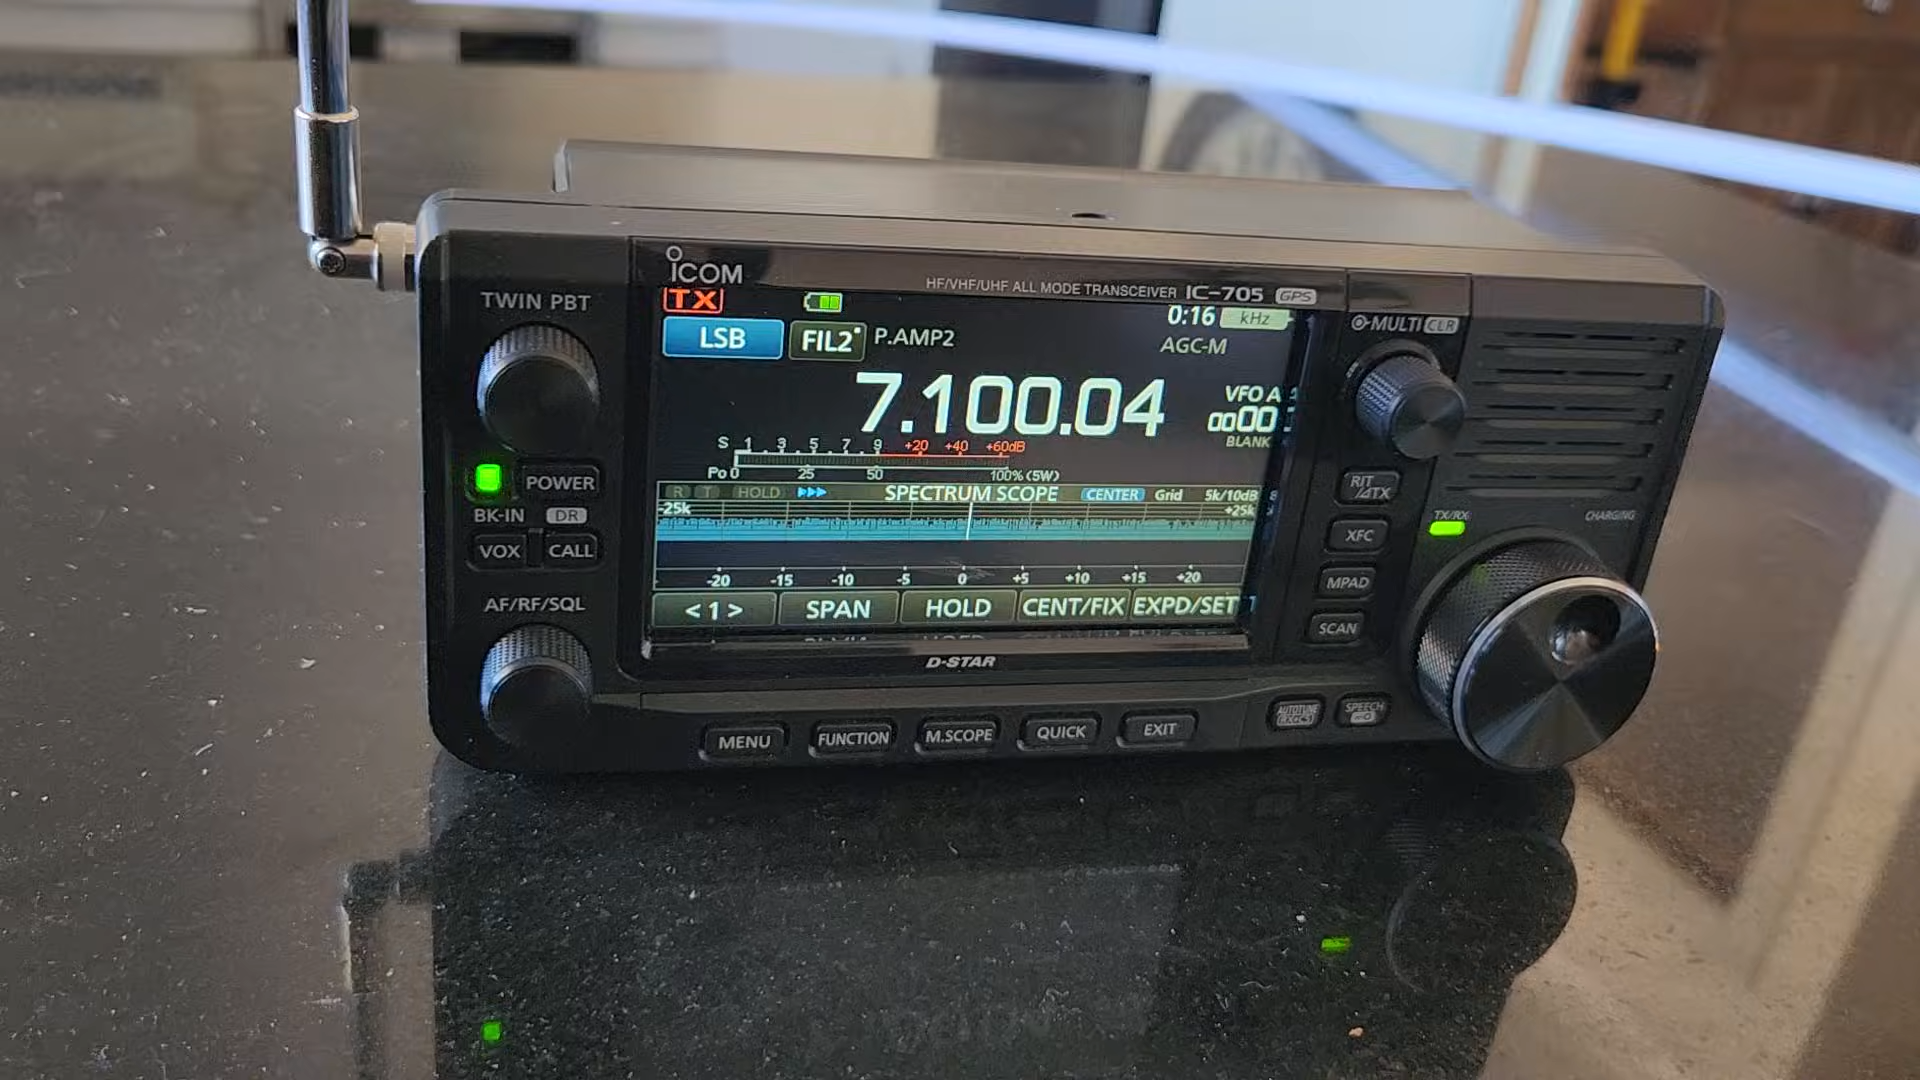 ICOM
HF/VHF/UHF ALL MODE TRANSCEIVER IC-705 GPS
TWIN PBT
TX
0:16 kHz
MULTI CLR
LSB FIL2 P.AMP2
AGC-M
7.100.04
VFO A
00
BLANK
S 1 3 5 7 9 +20 +40 +60dB
Po 0 25 50 100% (5W)
POWER
RIT
/∂TX
R T HOLD SPECTRUM SCOPE CENTER Grid 5k/10dB
-25k +25k
BK-IN DR
VOX CALL
TX/RX
CHARGING
XFC
-20 -15 -10 -5 0 +5 +10 +15 +20
MPAD
<1> SPAN HOLD CENT/FIX EXPD/SET
AF/RF/SQL
SCAN
D-STAR
MENU FUNCTION M.SCOPE QUICK EXIT
AUTOTUNE
SPEECH